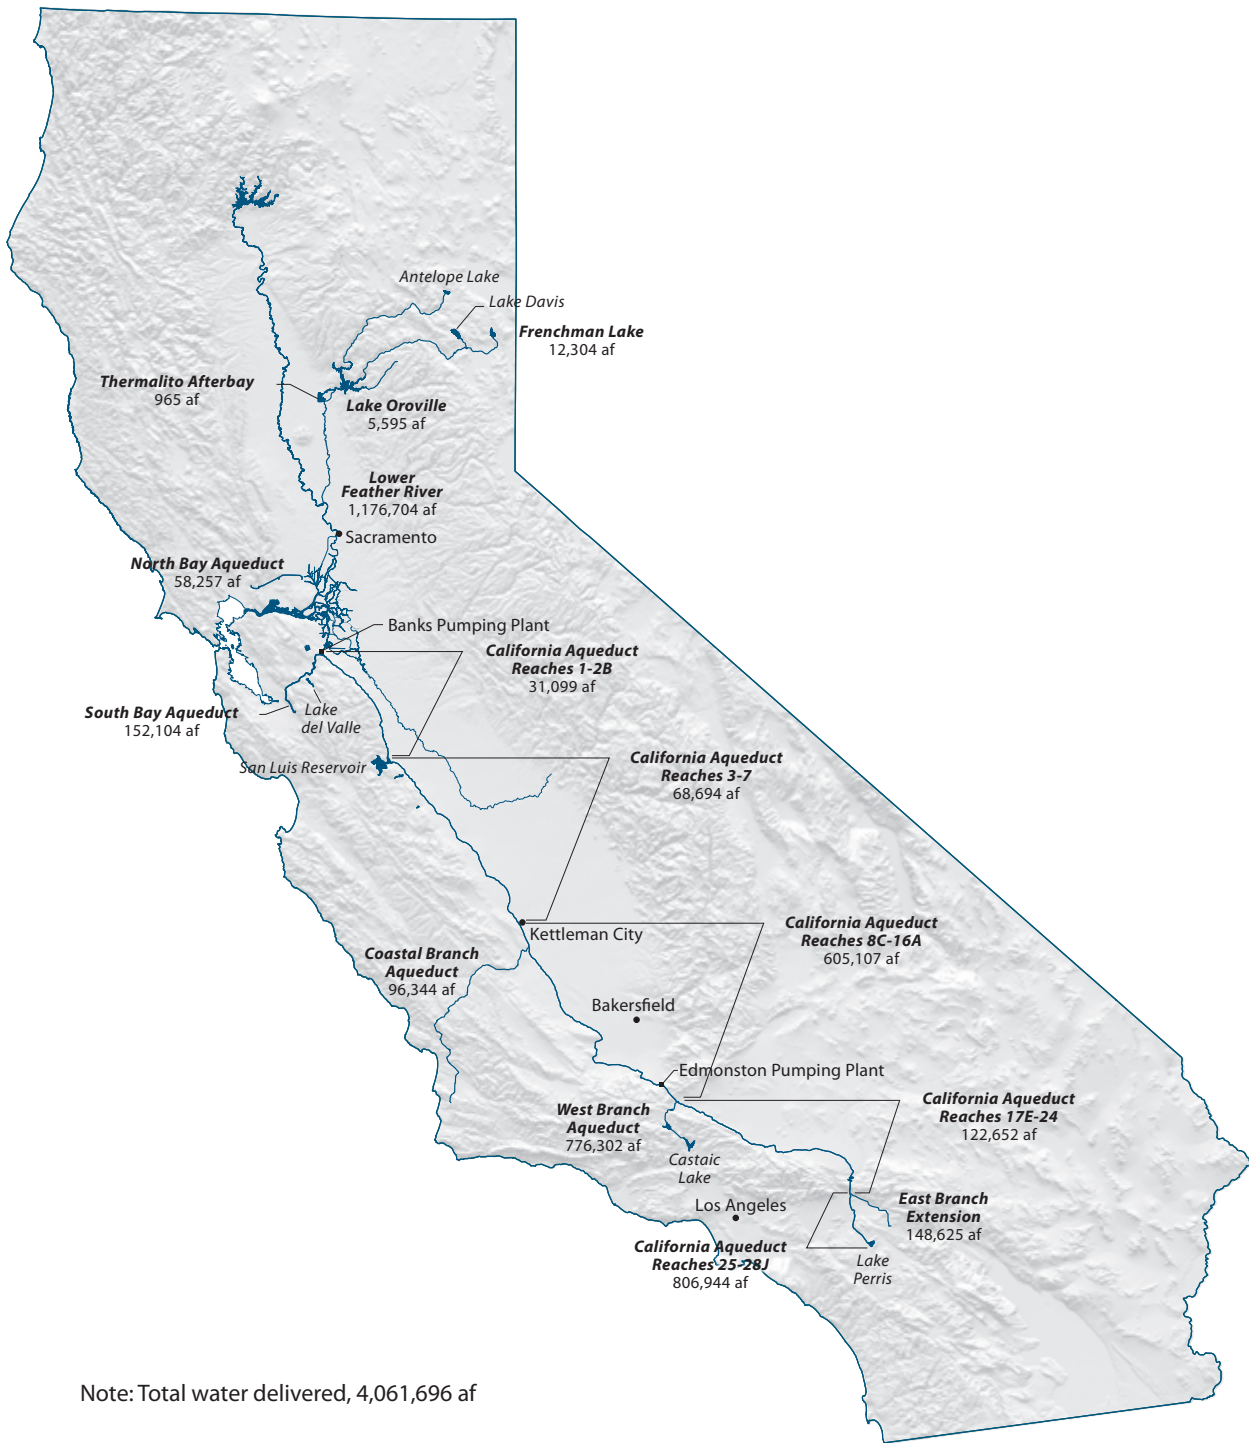 Antelope Lake
Lake Davis
Frenchman Lake
12,304 af
Thermalito Afterbay
965 af
Lake Oroville
5,595 af
Lower
Feather River
1,176,704 af
Sacramento
North Bay Aqueduct
58,257 af
Banks Pumping Plant
California Aqueduct
Reaches 1-2B
31,099 af
South Bay Aqueduct
152,104 af
Lake
del Valle
San Luis Reservoir
California Aqueduct
Reaches 3-7
68,694 af
Kettleman City
California Aqueduct
Reaches 8C-16A
605,107 af
Coastal Branch
Aqueduct
96,344 af
Bakersfield
Edmonston Pumping Plant
West Branch
Aqueduct
776,302 af
California Aqueduct
Reaches 17E-24
122,652 af
Castaic
Lake
Los Angeles
East Branch
Extension
148,625 af
California Aqueduct
Reaches 25-28J
806,944 af
Lake
Perris
Note: Total water delivered, 4,061,696 af